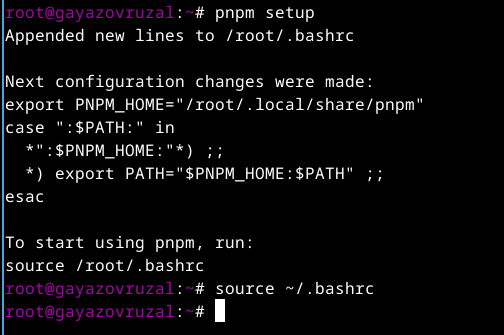 root@gayazovruzal:~# pnpm setup
Appended new lines to /root/.bashrc

Next configuration changes were made:
export PNPM_HOME="/root/.local/share/pnpm"
case ":$PATH:" in
  *":$PNPM_HOME:"*) ;;
  *) export PATH="$PNPM_HOME:$PATH" ;;
esac

To start using pnpm, run:
source /root/.bashrc
root@gayazovruzal:~# source ~/.bashrc
root@gayazovruzal:~#